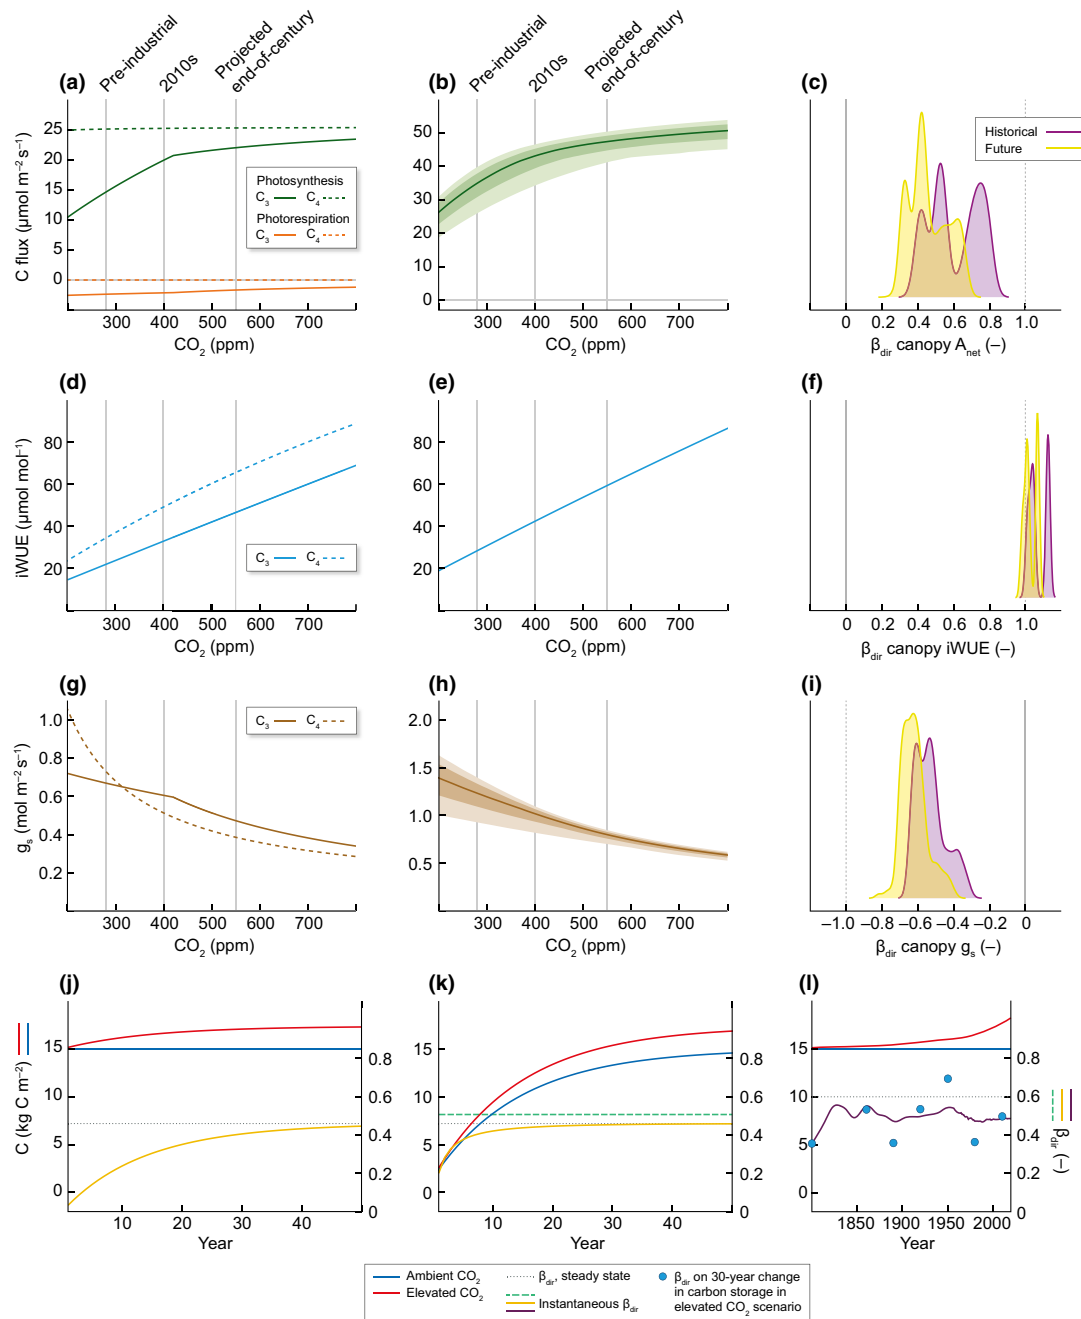 Pre-industrial
2010s
Projected
end-of-century
Pre-industrial
2010s
Projected
end-of-century
(a)
(b)
(c)
C flux (μmol m⁻² s⁻¹)
25
20
15
10
5
0
Photosynthesis
C₃ C₄
Photorespiration
C₃ C₄
300 400 500 600 700
CO₂ (ppm)
50
40
30
20
10
0
300 400 500 600 700
CO₂ (ppm)
Historical
Future
0 0.2 0.4 0.6 0.8 1.0
β_dir canopy A_net (–)
(d)
(e)
(f)
iWUE (μmol mol⁻¹)
80
60
40
20
C₃ C₄
300 400 500 600 700
CO₂ (ppm)
80
60
40
20
300 400 500 600 700
CO₂ (ppm)
0 0.2 0.4 0.6 0.8 1.0
β_dir canopy iWUE (–)
(g)
(h)
(i)
g_s (mol m⁻² s⁻¹)
1.0
0.8
0.6
0.4
0.2
C₃ C₄
300 400 500 600 700
CO₂ (ppm)
2.0
1.5
1.0
0.5
300 400 500 600 700
CO₂ (ppm)
–1.0 –0.8 –0.6 –0.4 –0.2 0
β_dir canopy g_s (–)
(j)
(k)
(l)
C (kg C m⁻²)
15
10
5
0
0.8
0.6
0.4
0.2
0
10 20 30 40
Year
15
10
5
0
0.8
0.6
0.4
0.2
0
10 20 30 40
Year
15
10
5
0
0.8
0.6
0.4
0.2
0
β_dir (–)
1850 1900 1950 2000
Year
Ambient CO₂
Elevated CO₂
β_dir, steady state
Instantaneous β_dir
β_dir on 30-year change
in carbon storage in
elevated CO₂ scenario